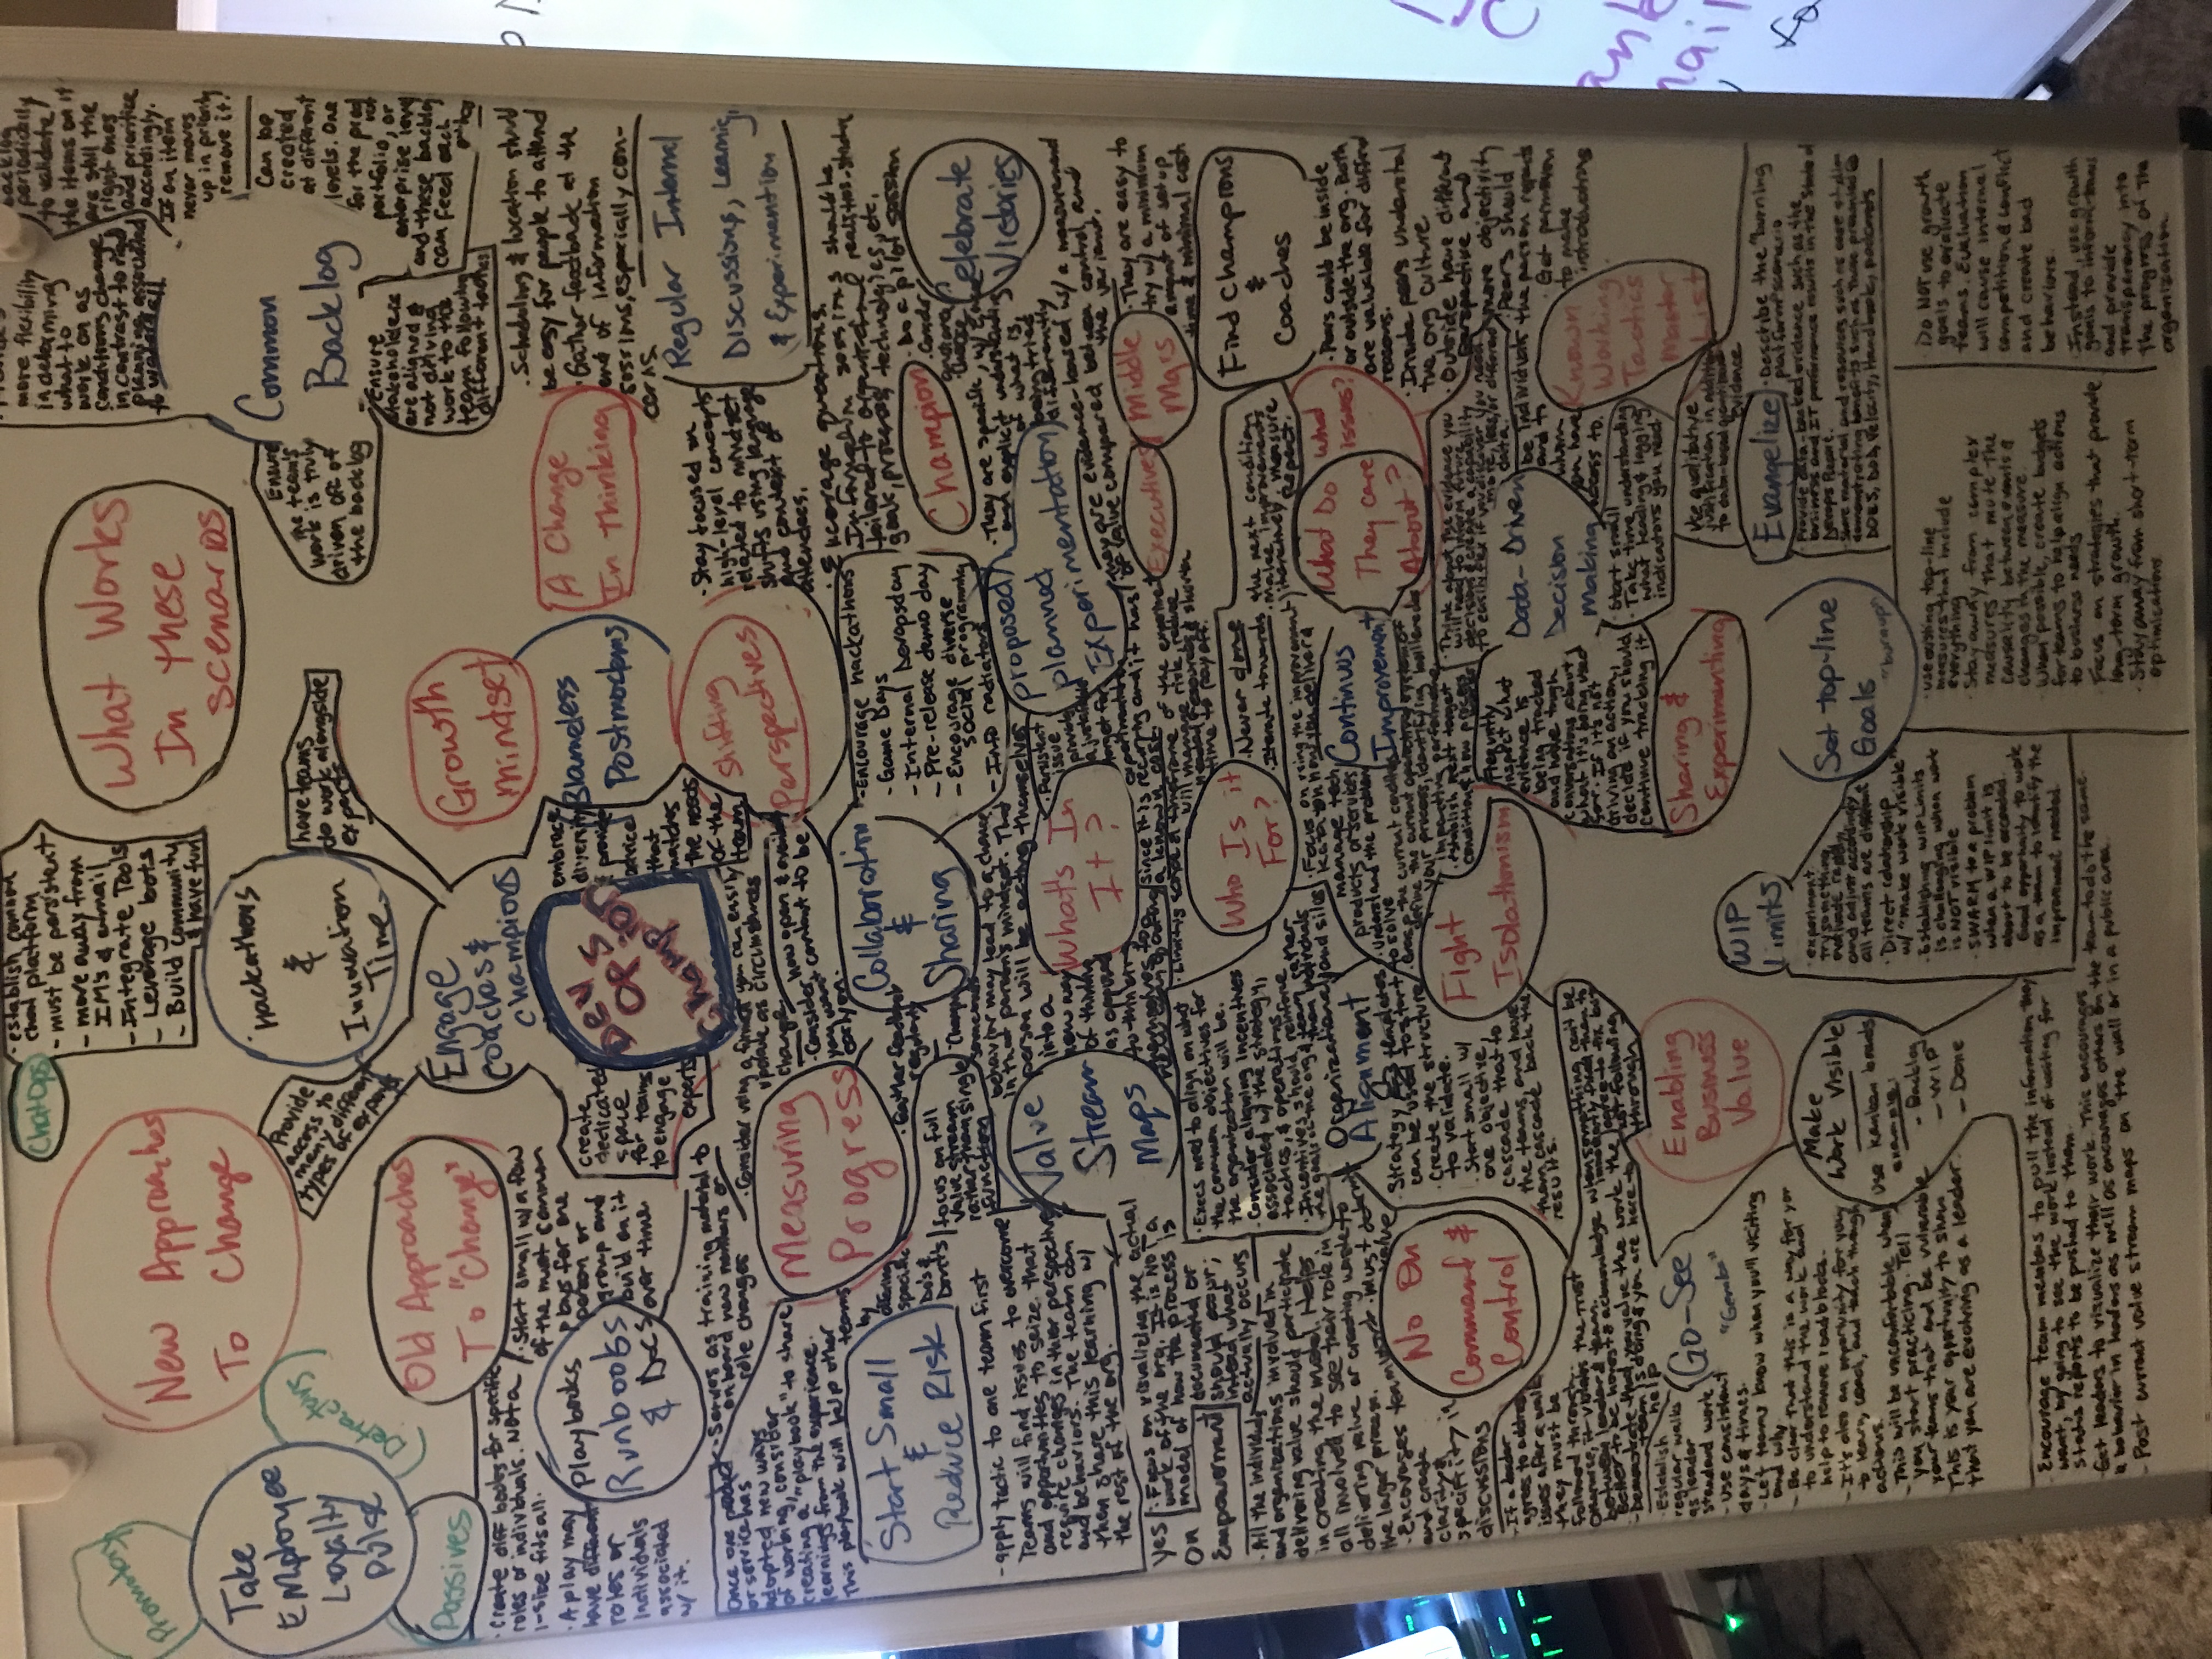 ChatOps
- establish common
chat platform
- must be persistent
- move away from
IM's & email
- Integrate Tools
- Leverage bots
- Build community
& have fun
What Works
In these
scenarios
more flexibility
in determining
what to
work on as
conditions change
in contrast to rigid
planning associated
to waterfall
backlog
periodically
to validate
the items on it
are still the
right ones
and prioritize
accordingly.
If an item
never moves
up in priority
remove it.
Promoters
New Approaches
To Change
Take
Employee
Loyalty
Pulse
Detractors
Passives
Provide
access to
many different
types of experts
Hackathons
&
Innovation
Time
have teams
do work alongside
experts
Ensure
the team's
work is truly
driven off of
the backlog
Common
Backlog
Can be
created
at different
levels. One
for the prod
portfolio, or
enterprise level
and these backlog
can feed each
other
Ensure
stakeholders
are aligned &
not driving
work to the
team following
different tactics
Old Approaches
To "Change"
Engage
Coaches &
Champions
Growth
Mindset
- Create diff books for specific
roles or individuals. Not a
1-size fits all.
- A play may
have different
roles or
individuals
associated
w/ it.
- Start small w/ a few
of the most common
plays for one
person or
group and
build on it
over time
Playbooks
Runbooks
& Docs
create
dedicated
space
for teams
to engage
experts
Dev
Ops
Champion
embrace
diversity
& provide
advice
that
matches
the needs
of the
team
Blameless
Postmortems
A Change
In Thinking
- Scheduling & location should
be easy for people to attend
- Gather feedback at the
end of information
sessions, especially con-
cerns
Regular Internal
Discussions, Learning,
& Experimention
- Stay focused on
high-level concepts
related to mindset
shifts using language
and context of
attendees.
- Encourage questions.
- Serves as training material to
onboard new members or
role changes
- Consider using a format you can easily
update as circumstances
change.
- Consider how open & available
you want content to be
early on.
- Gather feedback
regularly
Shifting
Perspectives
Once one product
or service has
adopted new ways
of working, consider
creating a "playbook" to share
learnings from the experience.
This playbook will help other
teams
by
offering
specific
Do's &
Dont's
Measuring
Progress
Start Small
&
Reduce Risk
Collaboration
&
Sharing
- Encourage hackathons
- Game Days
- Internal Devopsday
- Pre-release demo day
- Encourage diverse
social programming
- Info radiators
Information sessions should be
tailored to organizational realities
goals, processes, technologies, etc.
- Do a pilot session
Champion
Celebrate
Victories
focus on full
value stream
rather than single
function
- apply tactic to one team first
Teams will find issues to overcome
and opportunities to seize that
require changes in thier perspective
and behaviors. The team can
then share this learning w/
the rest of the org.
behavior may lead to a change
in that person's mindset. That
person will be acting themselves
into a
new way
of thinking
as opposed
to thinking
themselves to a
new way of acting
Value
Stream
Maps
What's In
It?
- Persistent
issue
provide
a justifiable
target for
experimentation
since it is recurring and it has
a known cost
proposed/
planned
Experimentation
- They are specific, w/
and explicit understanding
of what is
being tried
differently
They are evidence-based w/ a measurement
of value compared between control, and
the variant.
- They are easy to
try w/ a minimum
amount of setup
time & minimal cost
Executives
Middle
Mgrs
Limits scope & timeframe of the experiment
will manage risk, reduce
needed resources & shorten
time to payoff.
yes
on
Empowerment
- Focus on visualizing the actual
work of the org. It is NOT a
model of how the process is
documented or
should occur;
instead what
actually occurs
- All the individuals
and organizations involved in
delivering value should participate
in creating the model. Helps
all involved to see their role in
delivering value or creating waste to
the larger process.
- Encourages teamwork
and create
clarity &
specificity in
discussions
- Execs need to align on what
the common objectives for
the organization will be.
- Consider aligning incentives
associated w/ the strategy,
tactics, & operations
- Incentives should reinforce
the goals of the org & team rather
than individuals
and silos
Who Is it
For?
- Never done
- Iterate towards the next condition
make improvements
iteratively, measure
Repeat.
Find Champions
&
Coaches
- Focus on using the improvement
Kata on how you deliver &
manage tech
products or services
- understand the problem
to solve
- Grasp the current condition
define the current operating system of
your process, identifying bottlenecks
impacting performance
- establish next target
condition & how process
Organizational
Alignment
Continuos
Improvement
What Do
They care
About?
What
issues?
- Pears could be inside
or outside the org. Both
are valuable for diffrent
reasons.
- Inside pears understand
the org culture
- Outside have different
perspective and
more objectivity
- Pears should
be individuals the person respects
and to
whom
you have
access to.
- Get permission
to make
introductions
No On
Command &
Control
Strategy templates
can be used to start
- Create the structure
to validate.
- Start small w/
one objective,
cascade that to
the teams, and have
them cascade back the
results.
Fight
Isolationism
- Think about the evidence you
will need to inform future
decisions & create a capability
to easily flex if you discover you need
more, less, or different
data.
Data-Driven
Decision
Making
- Frequently
inspect what
evidence is
being tracked
and have tough
conversations about
what it's being used
for. If it's not
driving an action,
decide if you should
continue tracking it
- Start small
- Take time understanding
what leading & lagging
indicators you need.
Known
Working
Tactics
Master
List
- If a leader
agrees to address
issues after a walk
they must be
followed through.
Otherwise, it violates the trust
between leader & team.
Better to be honest & acknowledge when something can't be
immediately fixed than to
agree to fix but
not following
through
- Demonstrate that you value the work the
team is doing & you are here to
help
- Establish
regular walks
as leader
standard work
- Use consistent
days & times.
- Let teams know when you'll visiting
and why
- Be clear that this is a way for you
to understand the work and
help to remove roadblocks.
- It's also an opportunity for you
to learn, coach, and teach though
actions.
- This will be uncomfortable when
you start practicing. Tell
your teams that and be vulnerable
This is your opportunity to show
that you are evolving as a leader.
Go-See
"Gemba"
Enabling
Business
Value
Sharing &
Experimenting
Use qualitative
justification in addition
to data-based quantitative
evidence
WIP
Limits
- experiment,
try something
evaluate rapidly
and adjust accordingly
all teams are different
- Direct relationship
w/ "make work visible"
- Establishing WIP Limits
is challenging when work
is NOT visible
- SWARM to a problem
when a WIP limit is
about to be exceeded.
Good opportunity to work
as a team to identify the
improvement needed.
Make
Work Visible
Use Kanban boards
example:
- Backlog
- WIP
- Done
Set top-line
Goals
"burnup"
Evangelize
- Describe the "burning
platform" scenario
Provide data-backed evidence such as the
business and IT performance results in the State of
Devops Report.
- Share material and resources such as case studies
demonstrating benefits such as those presented @
DOES, DOD, Velocity, Handbook, podcasts
- use existing top-line
measures that include
everything
- Stay away from complex
measures that mute the
causality between events &
changes in the measure.
- When possible, create budgets
for teams to help align actions
to business needs
- Focus on strategies that provide
long-term growth.
- Stay away from short-term
optimizations
- Do NOT use growth
goals to evaluate
teams. Evaluation
will cause internal
competition & conflict
and create bad
behaviors.
- Instead, use growth
goals to inform teams
and provide
transparency into
the progress of the
organization.
- Encourage team members to pull the information they
want, by going to see the work instead of waiting for
status reports to be pushed to them.
- Get leaders to visualize their work. This encourages
a behavior in leaders as well as encourages others on the team to do the same
- Post current value stream maps on the wall or in a public area.